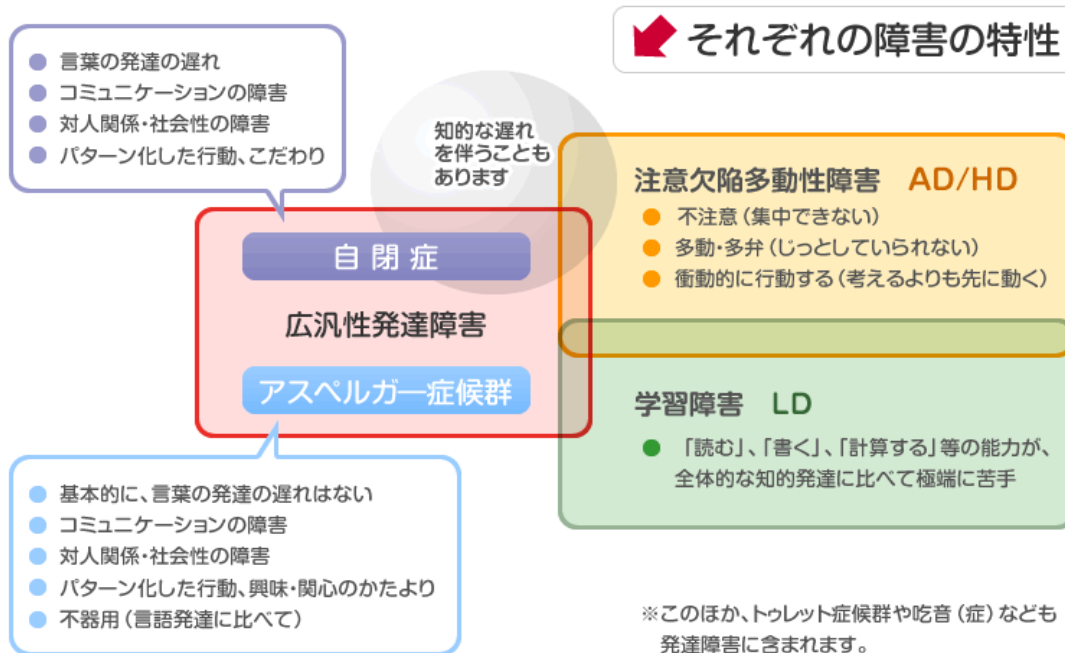 それぞれの障害の特性
言葉の発達の遅れ
コミュニケーションの障害
対人関係・社会性の障害
パターン化した行動、こだわり
知的な遅れ
を伴うことも
あります
自閉症
広汎性発達障害
アスペルガー症候群
基本的に、言葉の発達の遅れはない
コミュニケーションの障害
対人関係・社会性の障害
パターン化した行動、興味・関心のかたより
不器用（言語発達に比べて）
注意欠陥多動性障害 AD/HD
不注意（集中できない）
多動・多弁（じっとしていられない）
衝動的に行動する（考えるよりも先に動く）
学習障害 LD
「読む」、「書く」、「計算する」等の能力が、
全体的な知的発達に比べて極端に苦手
※このほか、トゥレット症候群や吃音（症）なども
発達障害に含まれます。